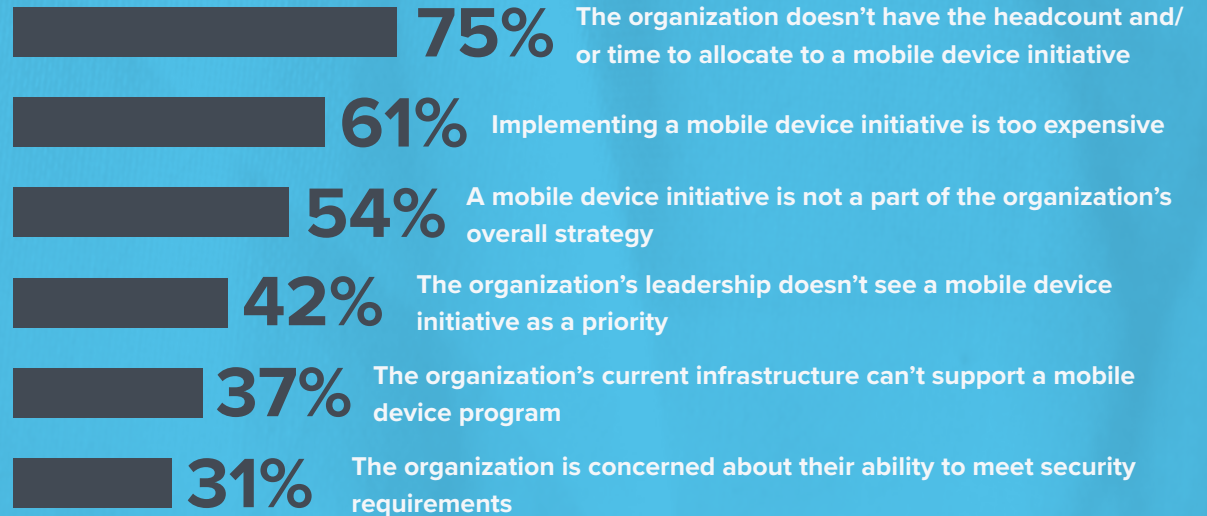 75% The organization doesn’t have the headcount and/
or time to allocate to a mobile device initiative
61% Implementing a mobile device initiative is too expensive
54% A mobile device initiative is not a part of the organization’s
overall strategy
42% The organization’s leadership doesn’t see a mobile device
initiative as a priority
37% The organization’s current infrastructure can’t support a mobile
device program
31% The organization is concerned about their ability to meet security
requirements